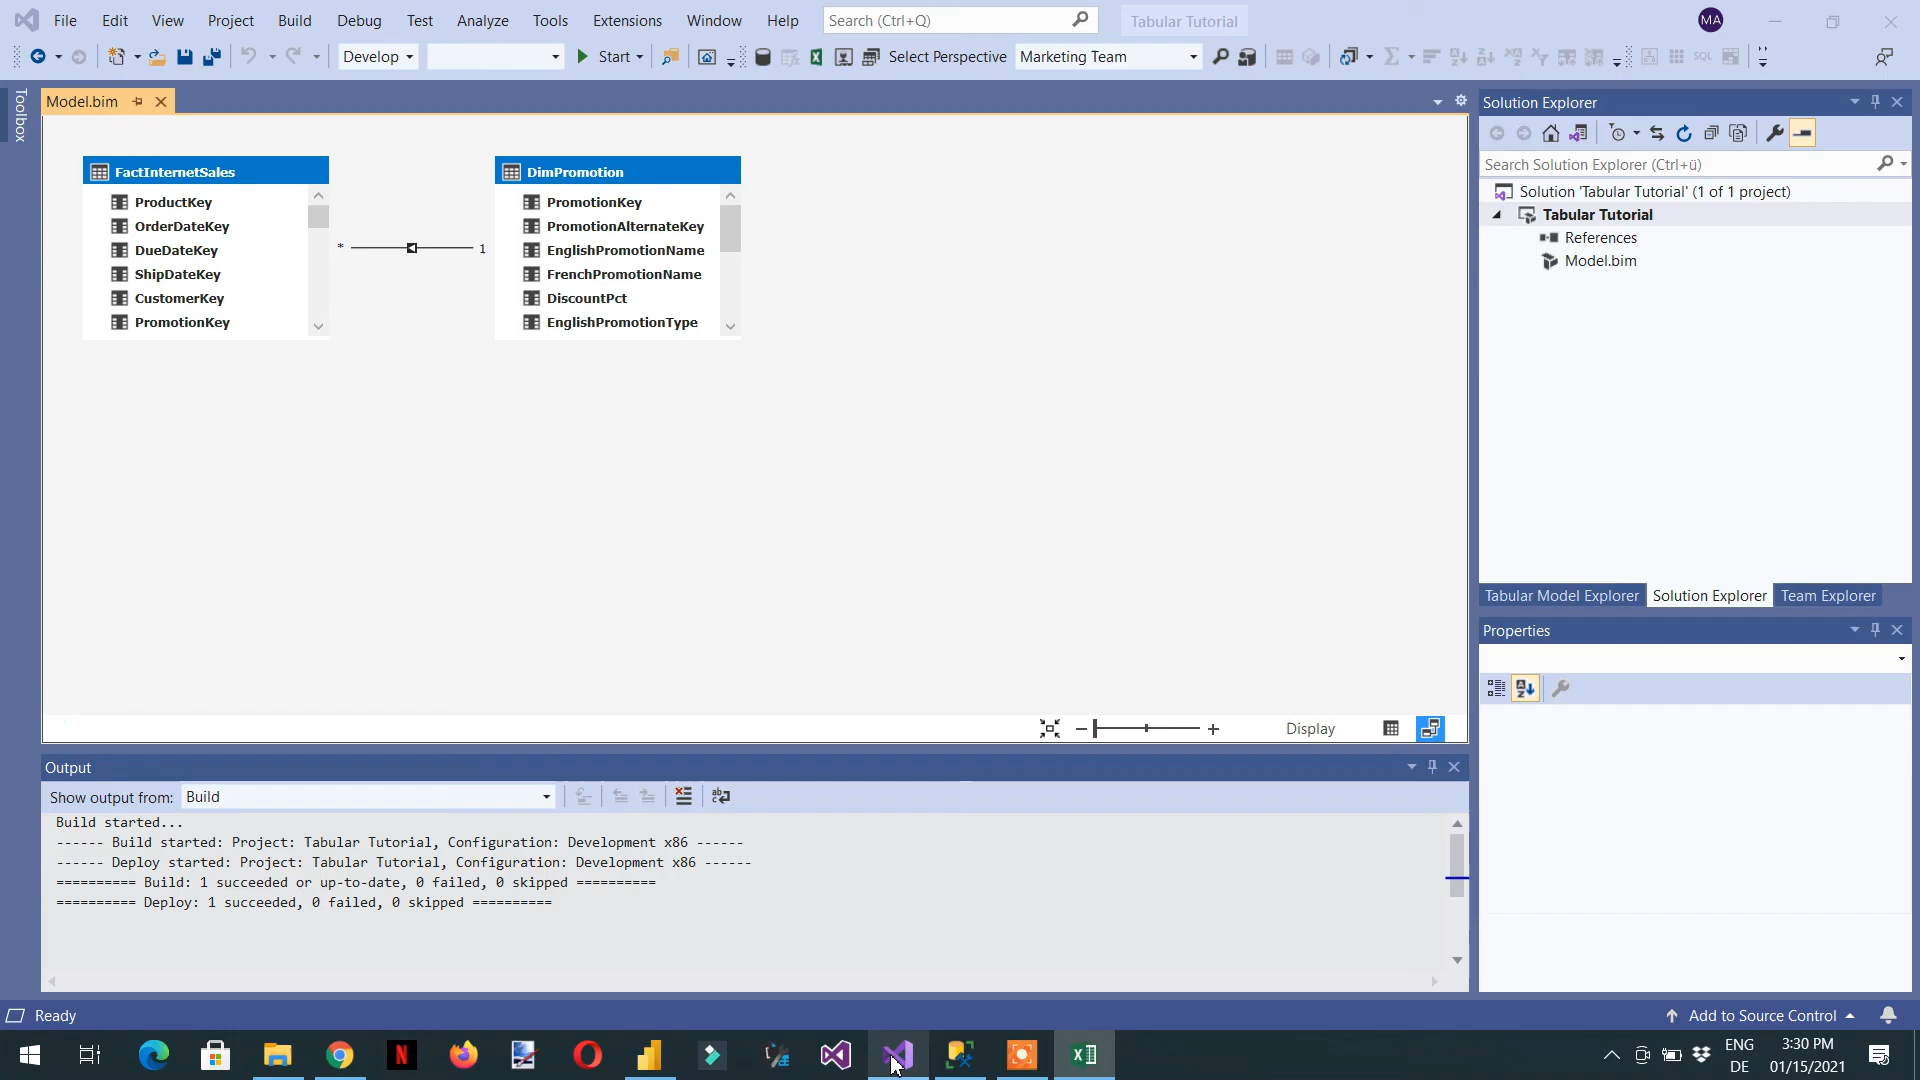 File Edit View Project Build Debug Test Analyze Tools Extensions Window Help Search (Ctrl+Q) Tabular Tutorial MA
Develop Start Select Perspective Marketing Team SQL
Toolbox
Model.bim
FactInternetSales
ProductKey
OrderDateKey
DueDateKey
ShipDateKey
CustomerKey
PromotionKey
* 1
DimPromotion
PromotionKey
PromotionAlternateKey
EnglishPromotionName
FrenchPromotionName
DiscountPct
EnglishPromotionType
Display
Solution Explorer
Search Solution Explorer (Ctrl+ü)
Solution 'Tabular Tutorial' (1 of 1 project)
Tabular Tutorial
References
Model.bim
Tabular Model Explorer Solution Explorer Team Explorer
Properties
Output
Show output from: Build
Build started...
------ Build started: Project: Tabular Tutorial, Configuration: Development x86 ------
------ Deploy started: Project: Tabular Tutorial, Configuration: Development x86 ------
========== Build: 1 succeeded or up-to-date, 0 failed, 0 skipped ==========
========== Deploy: 1 succeeded, 0 failed, 0 skipped ==========
Ready
Add to Source Control
ENG
DE
3:30 PM
01/15/2021